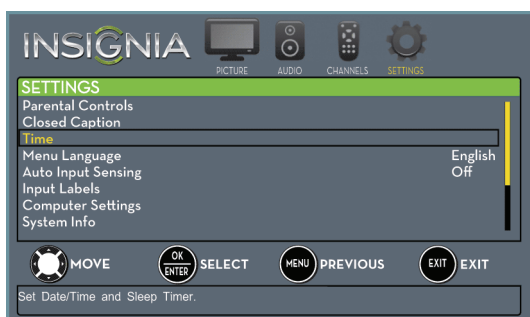 INSIGNIA
PICTURE AUDIO CHANNELS SETTINGS
SETTINGS
Parental Controls
Closed Caption
Time
Menu Language English
Auto Input Sensing Off
Input Labels
Computer Settings
System Info
MOVE OK ENTER SELECT MENU PREVIOUS EXIT EXIT
Set Date/Time and Sleep Timer.